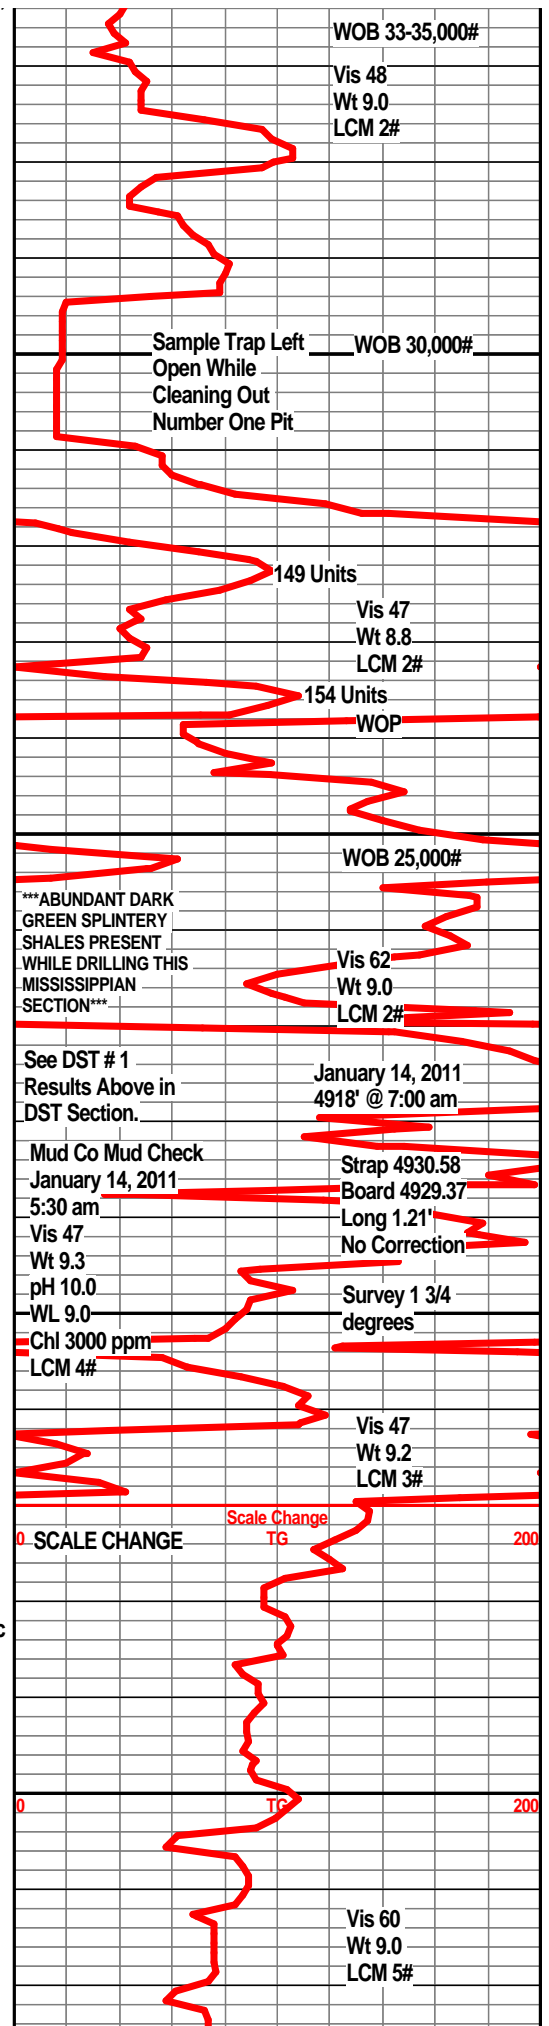 WOB 33-35,000#
Vis 48
Wt 9.0
LCM 2#
Sample Trap Left
Open While
Cleaning Out
Number One Pit
WOB 30,000#
149 Units
Vis 47
Wt 8.8
LCM 2#
154 Units
WOP
WOB 25,000#
***ABUNDANT DARK
GREEN SPLINTERY
SHALES PRESENT
WHILE DRILLING THIS
MISSISSIPPIAN
SECTION***
Vis 62
Wt 9.0
LCM 2#
See DST # 1
Results Above in
DST Section.
January 14, 2011
4918' @ 7:00 am
Mud Co Mud Check
January 14, 2011
5:30 am
Vis 47
Wt 9.3
pH 10.0
WL 9.0
Chl 3000 ppm
LCM 4#
Strap 4930.58
Board 4929.37
Long 1.21'
No Correction
Survey 1 3/4
degrees
Vis 47
Wt 9.2
LCM 3#
Scale Change
0 TG 200
SCALE CHANGE
c
0 TG 200
Vis 60
Wt 9.0
LCM 5#